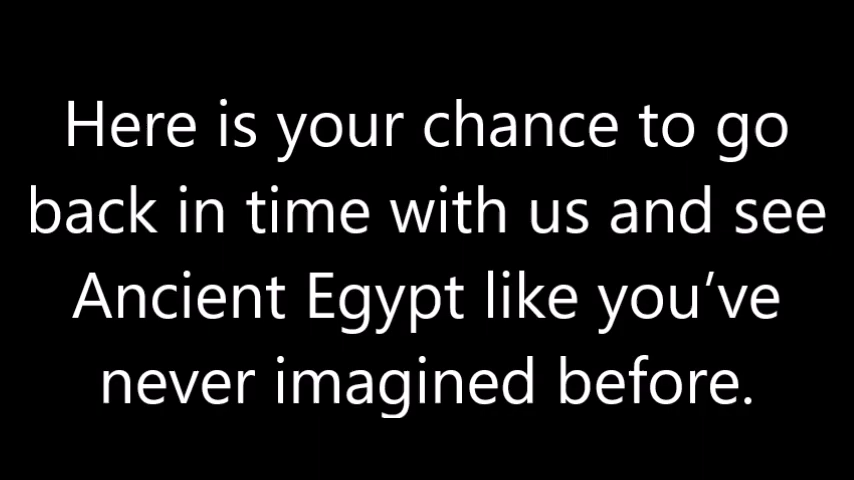 Here is your chance to go
back in time with us and see
Ancient Egypt like you’ve
never imagined before.